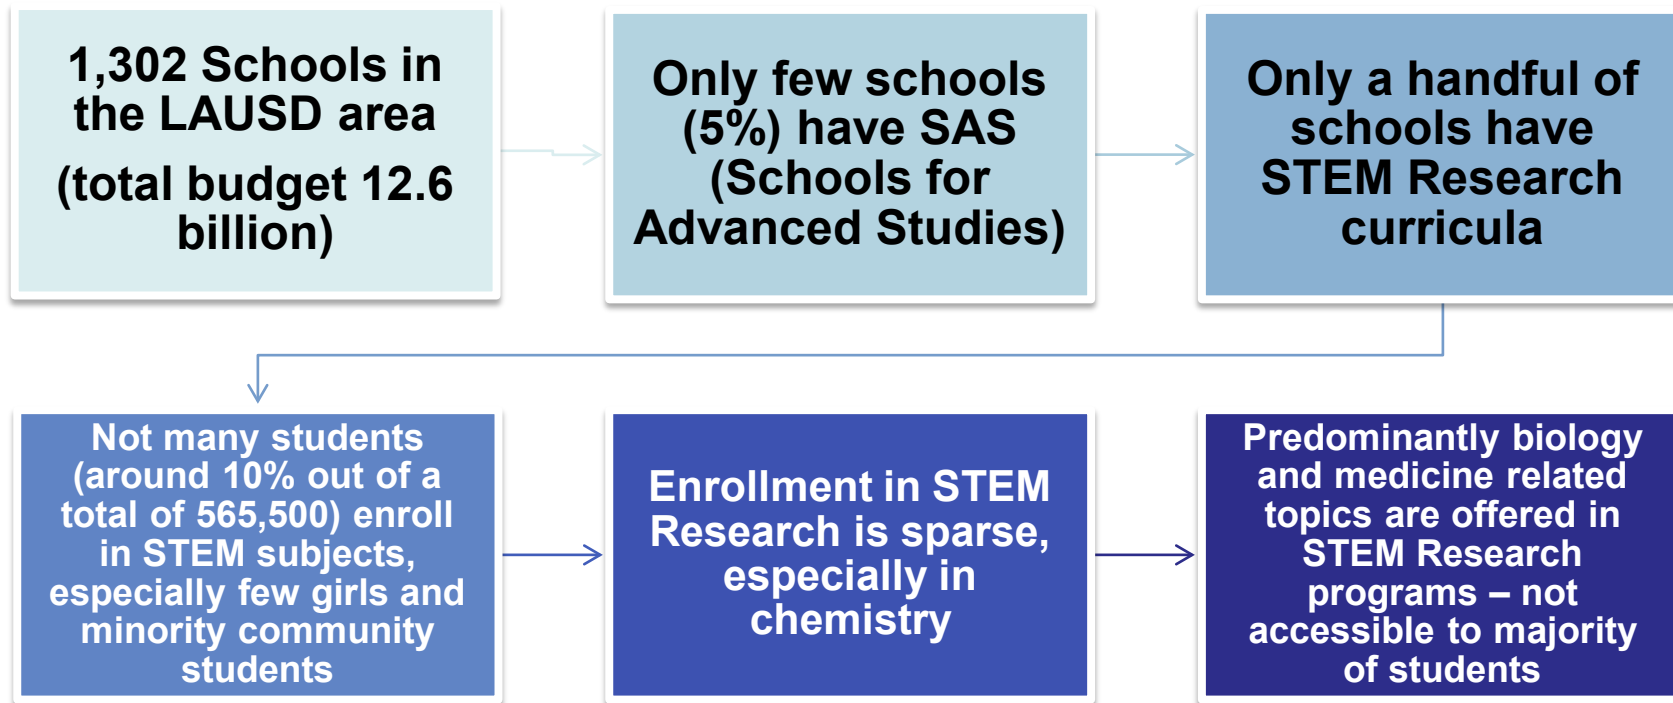 1,302 Schools in
the LAUSD area
(total budget 12.6
billion)
Only few schools
(5%) have SAS
(Schools for
Advanced Studies)
Only a handful of
schools have
STEM Research
curricula
Not many students
(around 10% out of a
total of 565,500) enroll
in STEM subjects,
especially few girls and
minority community
students
Enrollment in STEM
Research is sparse,
especially in
chemistry
Predominantly biology
and medicine related
topics are offered in
STEM Research
programs – not
accessible to majority
of students